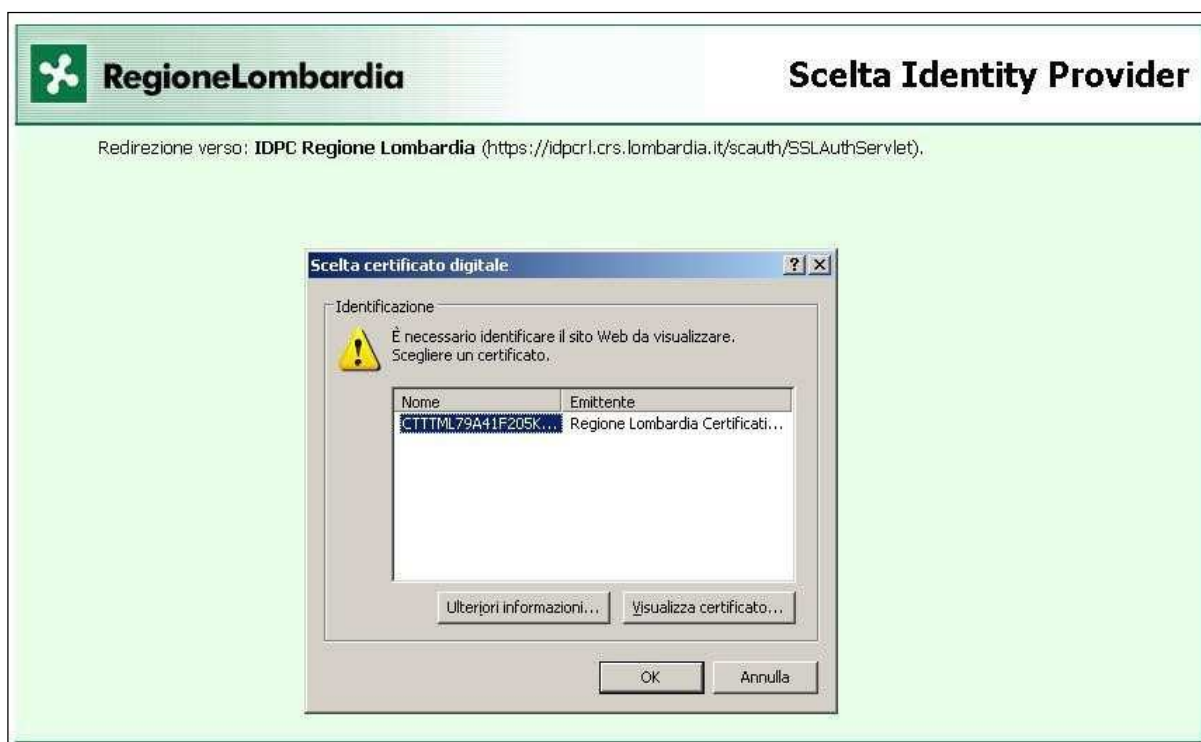 RegioneLombardia
Scelta Identity Provider
Redirezione verso: IDPC Regione Lombardia (https://idpcrl.crs.lombardia.it/scauth/SSLAuthServlet).
Scelta certificato digitale
Identificazione
È necessario identificare il sito Web da visualizzare.
Scegliere un certificato.
Nome Emittente
CTTTML79A41F205K... Regione Lombardia Certificati...
Ulteriori informazioni... Visualizza certificato...
OK Annulla